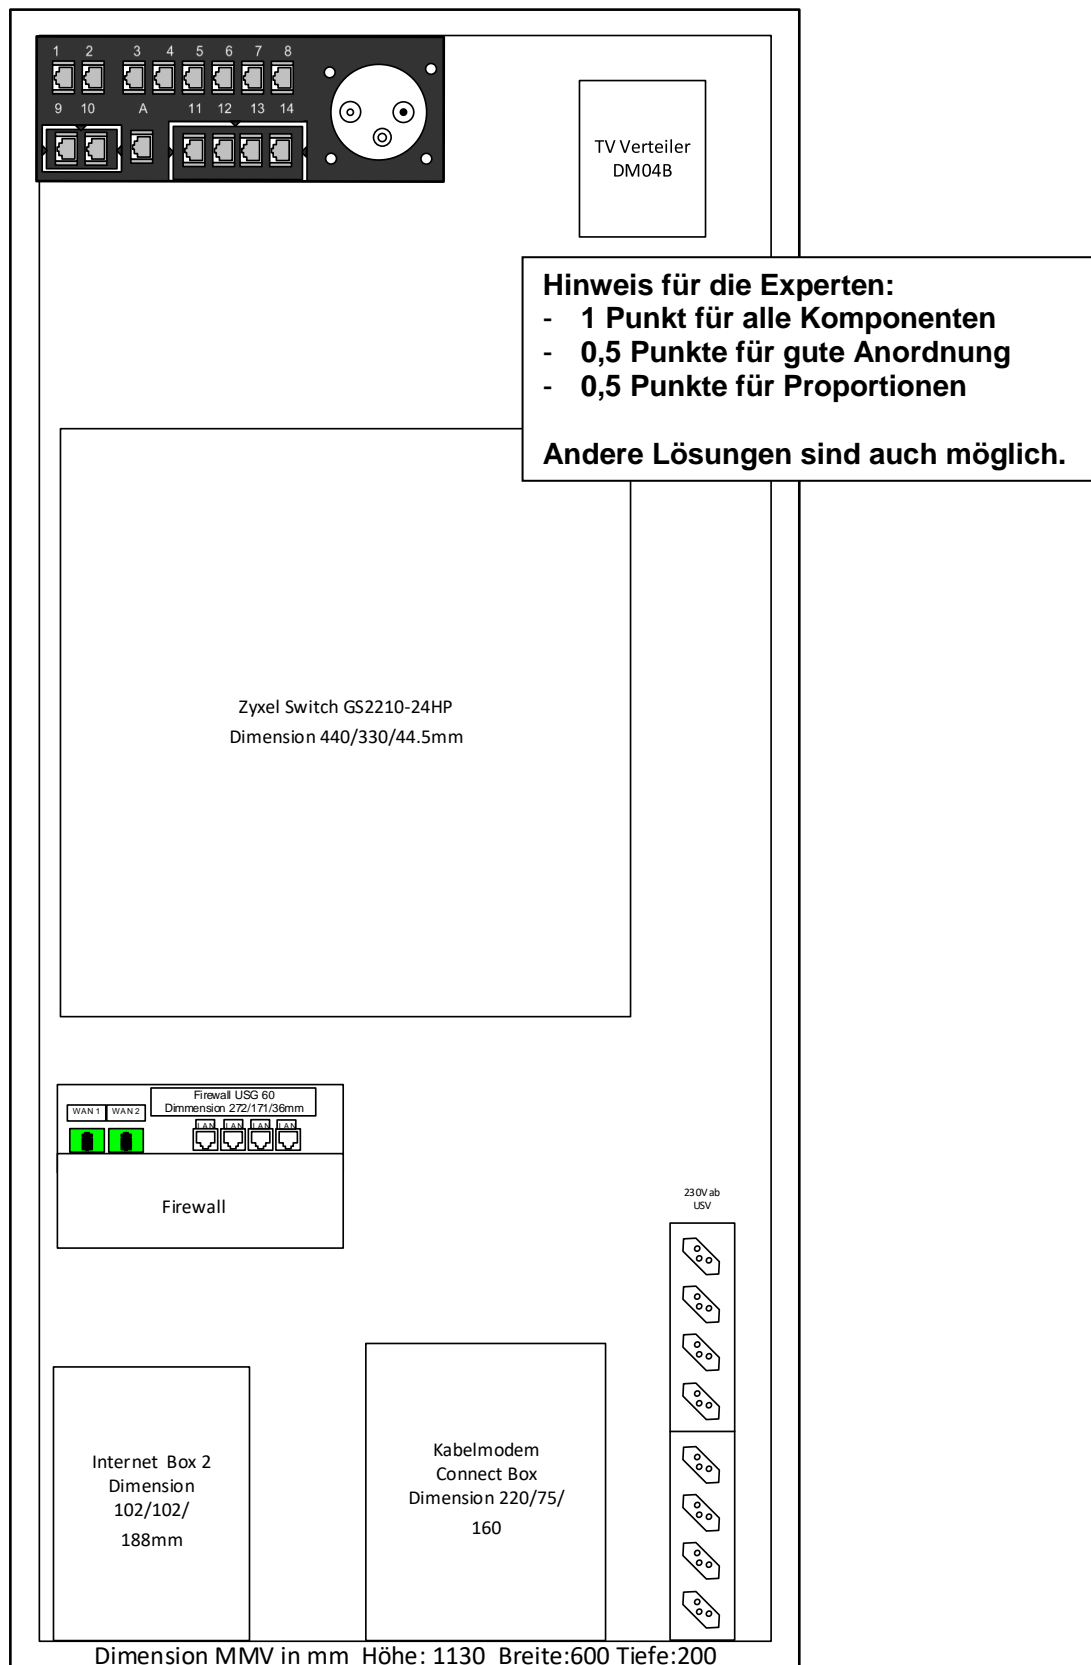 1 2 3 4 5 6 7 8
9 10 A 11 12 13 14
TV Verteiler
DM04B
Hinweis für die Experten:
- 1 Punkt für alle Komponenten
- 0,5 Punkte für gute Anordnung
- 0,5 Punkte für Proportionen
Andere Lösungen sind auch möglich.
Zyxel Switch GS2210-24HP
Dimension 440/330/44.5mm
Firewall USG 60
Dimmension 272/171/36mm
WAN 1 WAN 2
LAN LAN LAN LAN
Firewall
230V ab
USV
Internet Box 2
Dimension
102/102/
188mm
Kabelmodem
Connect Box
Dimension 220/75/
160
Dimension MMV in mm Höhe: 1130 Breite:600 Tiefe:200